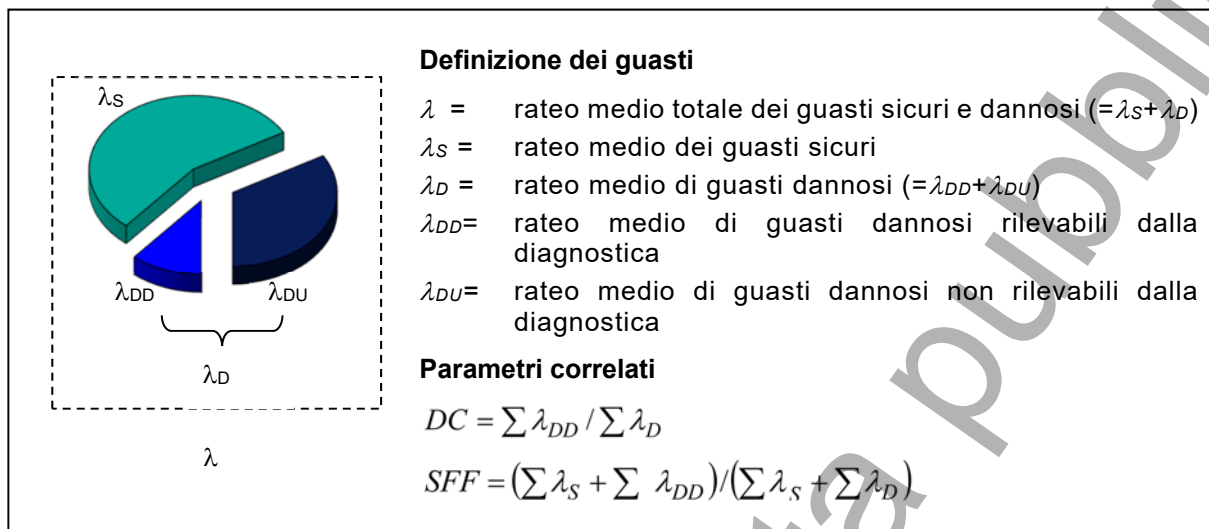 Definizione dei guasti
λS
λ = rateo medio totale dei guasti sicuri e dannosi (=λS+λD)
λS = rateo medio dei guasti sicuri
λD = rateo medio di guasti dannosi (=λDD+λDU)
λDD= rateo medio di guasti dannosi rilevabili dalla
diagnostica
λDD λDU
λDU= rateo medio di guasti dannosi non rilevabili dalla
diagnostica
λD
Parametri correlati
DC = ∑ λDD / ∑ λD
λ
SFF = (∑ λS + ∑ λDD)/(∑ λS + ∑ λD)